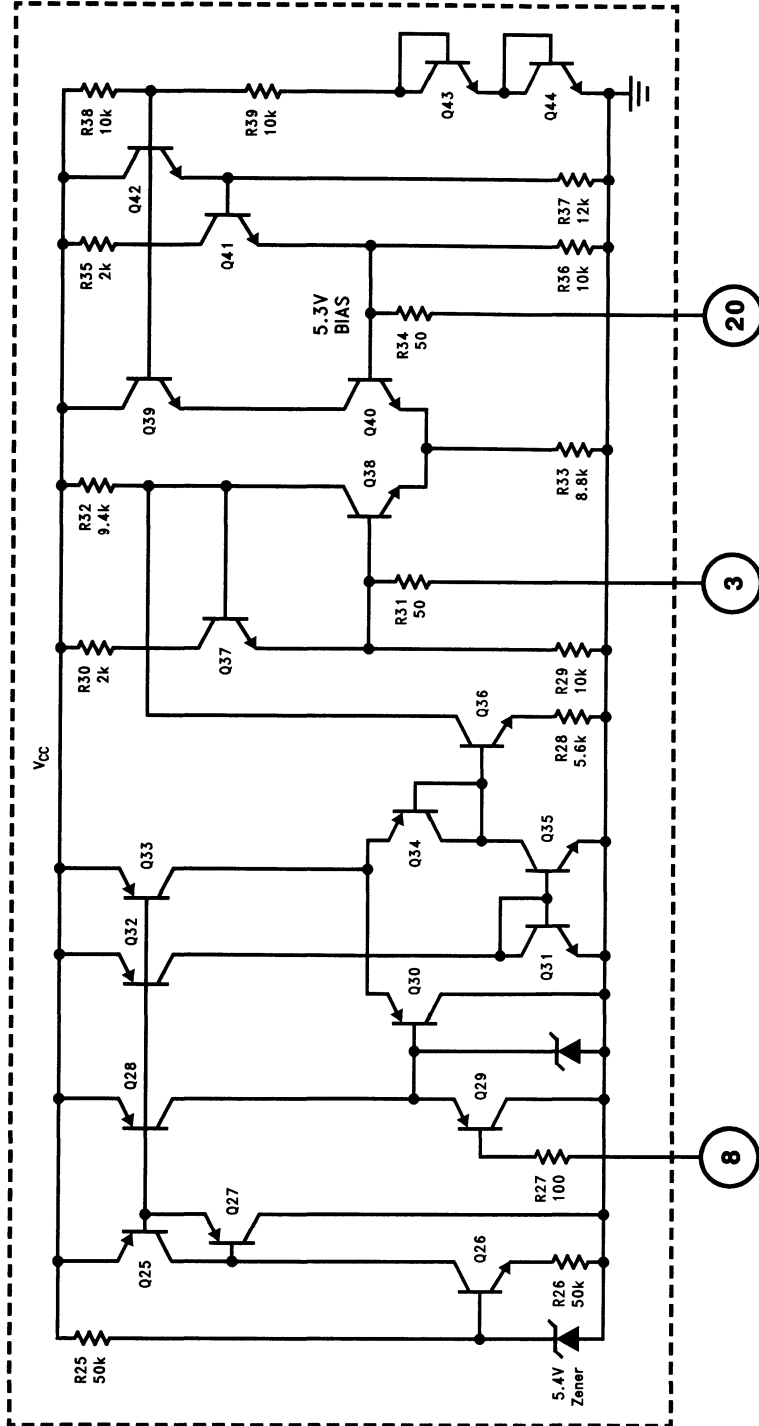 VCC
R25
50k
Q25
Q27
Q28
Q32
Q33
R30
2k
R32
9.4k
Q39
R35
2k
Q42
R38
10k
Q37
Q41
R39
10k
5.3V
BIAS
Q26
Q29
Q30
Q34
Q36
Q38
Q40
R34
50
R31
50
Q43
Q44
5.4V
Zener
R26
50k
R27
100
Q31
Q35
R28
5.6k
R29
10k
R33
8.8k
R36
10k
R37
12k
8
3
20